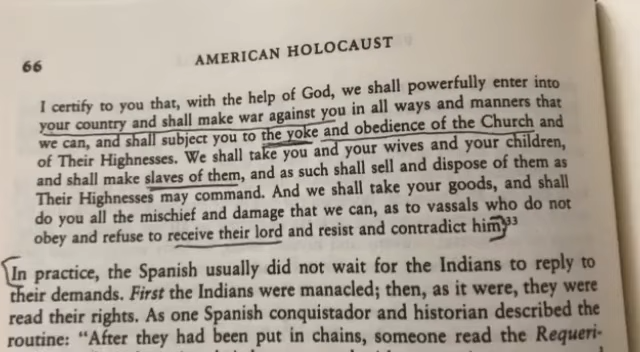 66
AMERICAN HOLOCAUST
I certify to you that, with the help of God, we shall powerfully enter into
your country and shall make war against you in all ways and manners that
we can, and shall subject you to the yoke and obedience of the Church and
of Their Highnesses. We shall take you and your wives and your children,
and shall make slaves of them, and as such shall sell and dispose of them as
Their Highnesses may command. And we shall take your goods, and shall
do you all the mischief and damage that we can, as to vassals who do not
obey and refuse to receive their lord and resist and contradict him.33
In practice, the Spanish usually did not wait for the Indians to reply to
their demands. First the Indians were manacled; then, as it were, they were
read their rights. As one Spanish conquistador and historian described the
routine: "After they had been put in chains, someone read the Requeri-